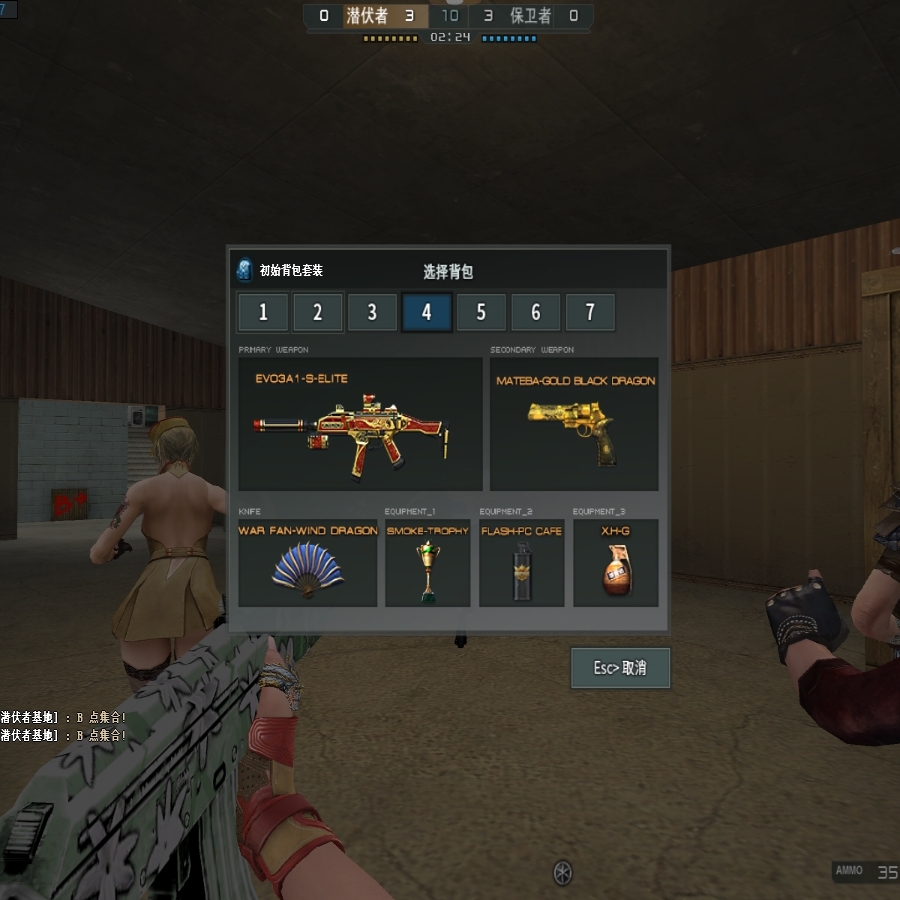 7
0 潜伏者 3 10 3 保卫者 0
02:24
初始背包套装 选择背包
1 2 3 4 5 6 7
PRIMARY WEAPON SECONDARY WEAPON
EVO3A1-S-ELITE MATEBA-GOLD BLACK DRAGON
KNIFE EQUIPMENT_1 EQUIPMENT_2 EQUIPMENT_3
WAR FAN-WIND DRAGON SMOKE-TROPHY FLASH-PC CAFE XH-G
Esc>取消
潜伏者基地] : B 点集合!
潜伏者基地] : B 点集合!
AMMO 35